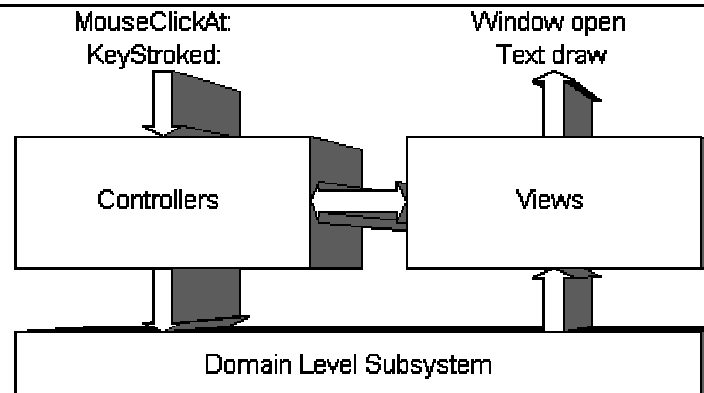 MouseClickAt:
KeyStroked:
Window open
Text draw
Controllers
Views
Domain Level Subsystem